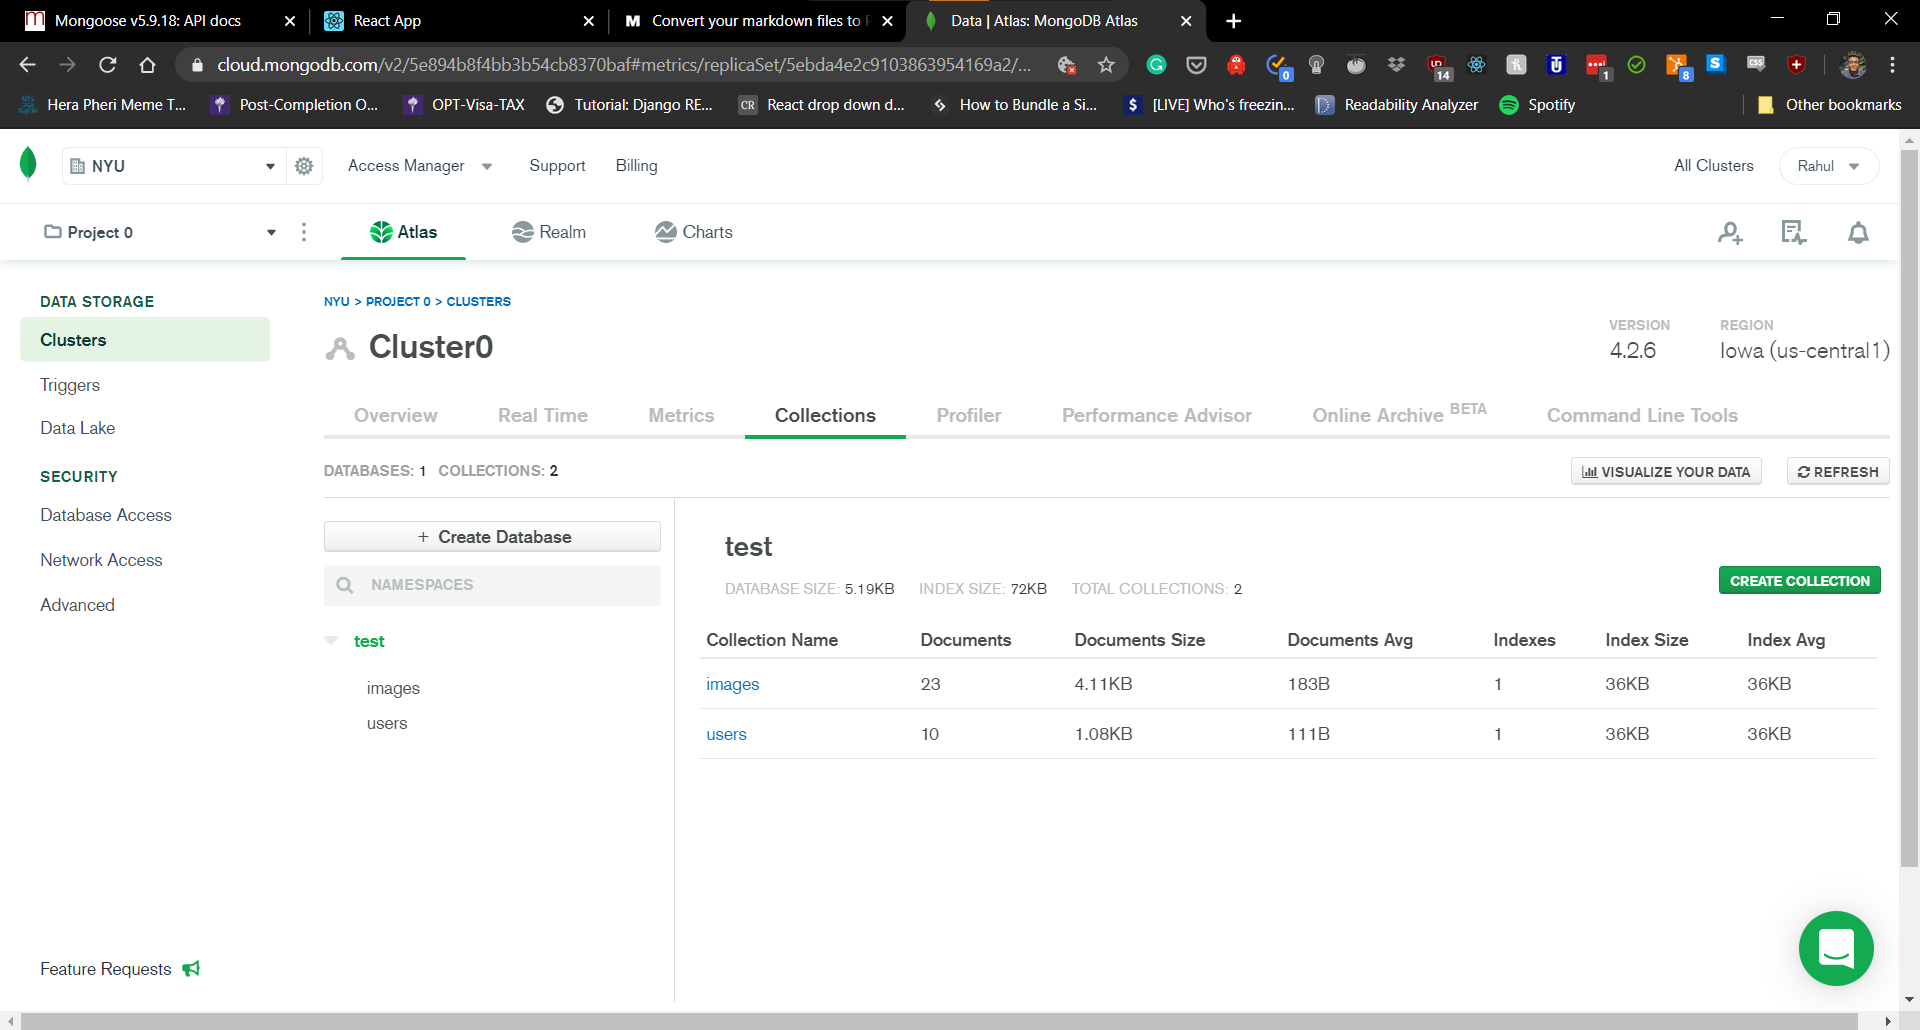 Mongoose v5.9.18: API docs
React App
Convert your markdown files to P
Data | Atlas: MongoDB Atlas
cloud.mongodb.com/v2/5e894b8f4bb3b54cb8370baf#metrics/replicaSet/5ebda4e2c9103863954169a2/...
0
14
1
8
Hera Pheri Meme T...
Post-Completion O...
OPT-Visa-TAX
Tutorial: Django RE...
CR
React drop down d...
How to Bundle a Si...
[LIVE] Who's freezin...
Readability Analyzer
Spotify
Other bookmarks
NYU
Access Manager
Support
Billing
All Clusters
Rahul
Project 0
Atlas
Realm
Charts
DATA STORAGE
Clusters
Triggers
Data Lake
SECURITY
Database Access
Network Access
Advanced
Feature Requests
NYU > PROJECT 0 > CLUSTERS
Cluster0
VERSION
4.2.6
REGION
Iowa (us-central1)
Overview
Real Time
Metrics
Collections
Profiler
Performance Advisor
Online Archive BETA
Command Line Tools
DATABASES: 1 COLLECTIONS: 2
VISUALIZE YOUR DATA
REFRESH
+ Create Database
NAMESPACES
test
images
users
test
DATABASE SIZE: 5.19KB INDEX SIZE: 72KB TOTAL COLLECTIONS: 2
CREATE COLLECTION
Collection Name Documents Documents Size Documents Avg Indexes Index Size Index Avg
images 23 4.11KB 183B 1 36KB 36KB
users 10 1.08KB 111B 1 36KB 36KB